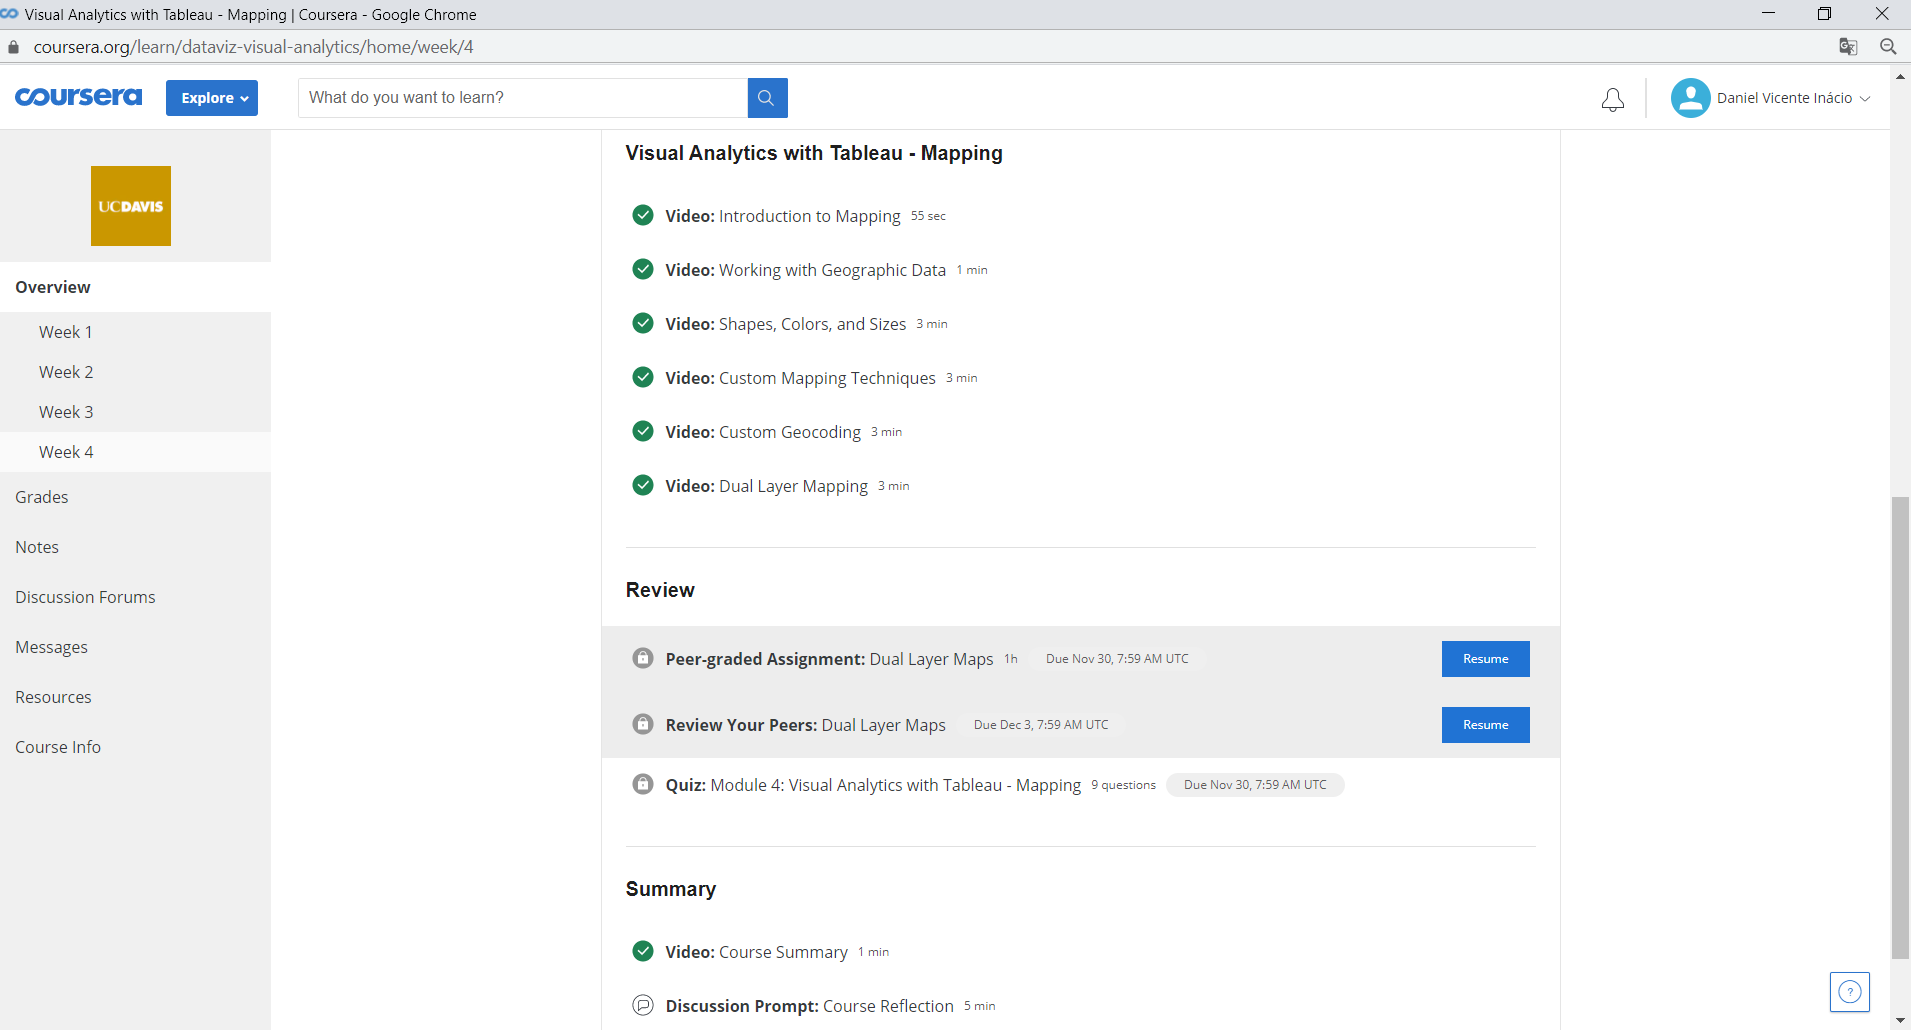 Visual Analytics with Tableau - Mapping | Coursera - Google Chrome
coursera.org/learn/dataviz-visual-analytics/home/week/4
coursera
Explore
What do you want to learn?
Daniel Vicente Inácio
UCDAVIS
Overview
Week 1
Week 2
Week 3
Week 4
Grades
Notes
Discussion Forums
Messages
Resources
Course Info
Visual Analytics with Tableau - Mapping
Video: Introduction to Mapping 55 sec
Video: Working with Geographic Data 1 min
Video: Shapes, Colors, and Sizes 3 min
Video: Custom Mapping Techniques 3 min
Video: Custom Geocoding 3 min
Video: Dual Layer Mapping 3 min
Review
Peer-graded Assignment: Dual Layer Maps 1h Due Nov 30, 7:59 AM UTC Resume
Review Your Peers: Dual Layer Maps Due Dec 3, 7:59 AM UTC Resume
Quiz: Module 4: Visual Analytics with Tableau - Mapping 9 questions Due Nov 30, 7:59 AM UTC
Summary
Video: Course Summary 1 min
Discussion Prompt: Course Reflection 5 min
?